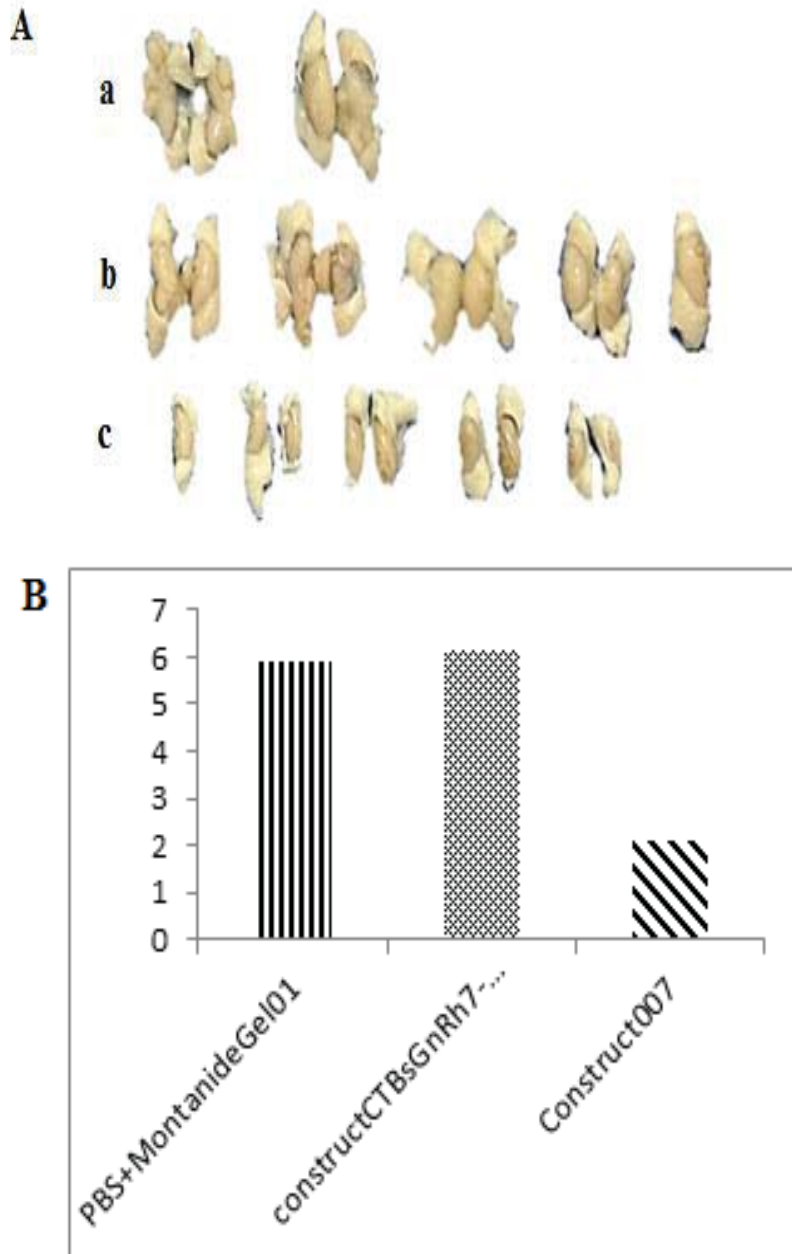 A
a
b
c
B
7
6
5
4
3
2
1
0
PBS+MontanideGel01
constructCTBsGnRh7-...
Construct007